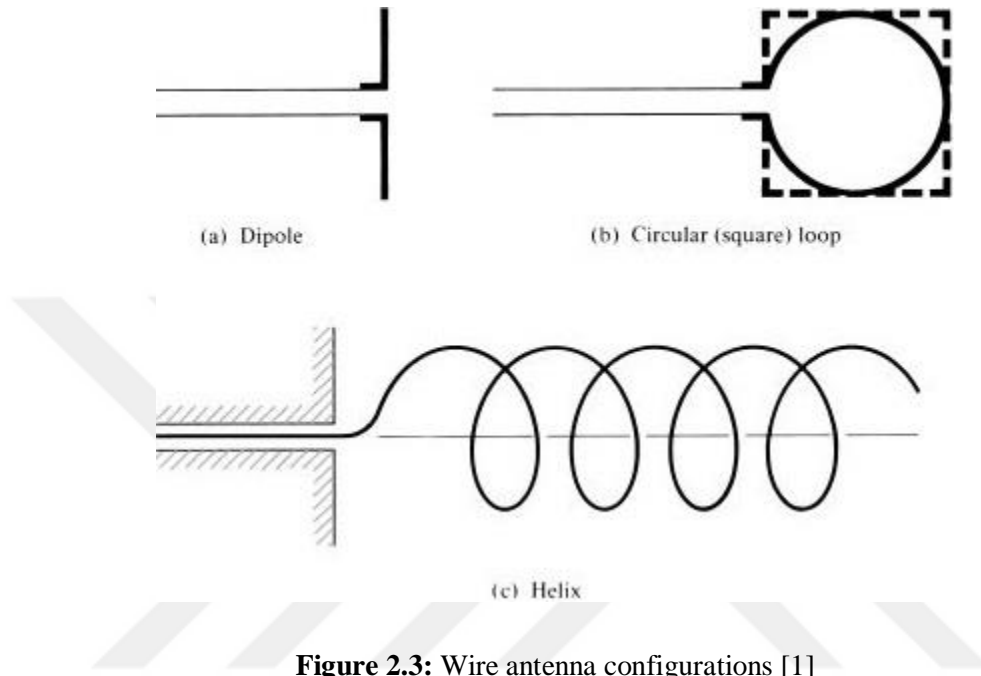 (a) Dipole
(b) Circular (square) loop
(c) Helix
Figure 2.3: Wire antenna configurations [1]